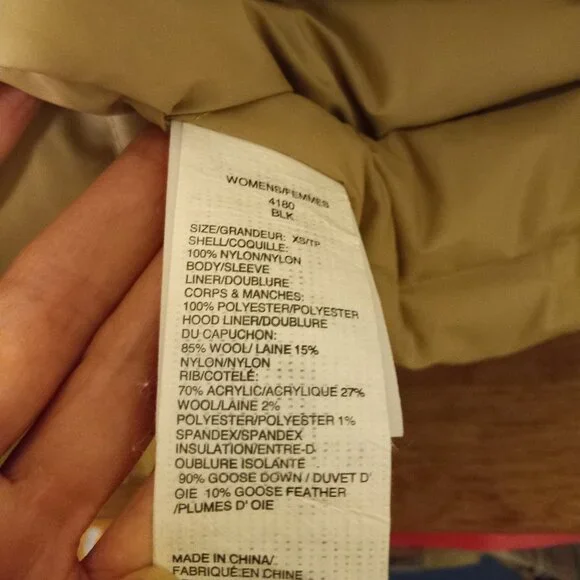 WOMENS/FEMMES
4180
BLK
SIZE/GRANDEUR: XS/TP
SHELL/COQUILLE:
100% NYLON/NYLON
BODY/SLEEVE
LINER/DOUBLURE
CORPS & MANCHES:
100% POLYESTER/POLYESTER
HOOD LINER/DOUBLURE
DU CAPUCHON:
85% WOOL/ LAINE 15%
NYLON/NYLON
RIB/COTELÉ:
70% ACRYLIC/ACRYLIQUE 27%
WOOL/LAINE 2%
POLYESTER/POLYESTER 1%
SPANDEX/SPANDEX
INSULATION/ENTRE-D
OUBLURE ISOLANTE
90% GOOSE DOWN / DUVET D'
OIE 10% GOOSE FEATHER
/PLUMES D' OIE
MADE IN CHINA/
FABRIQUÉ EN CHINE